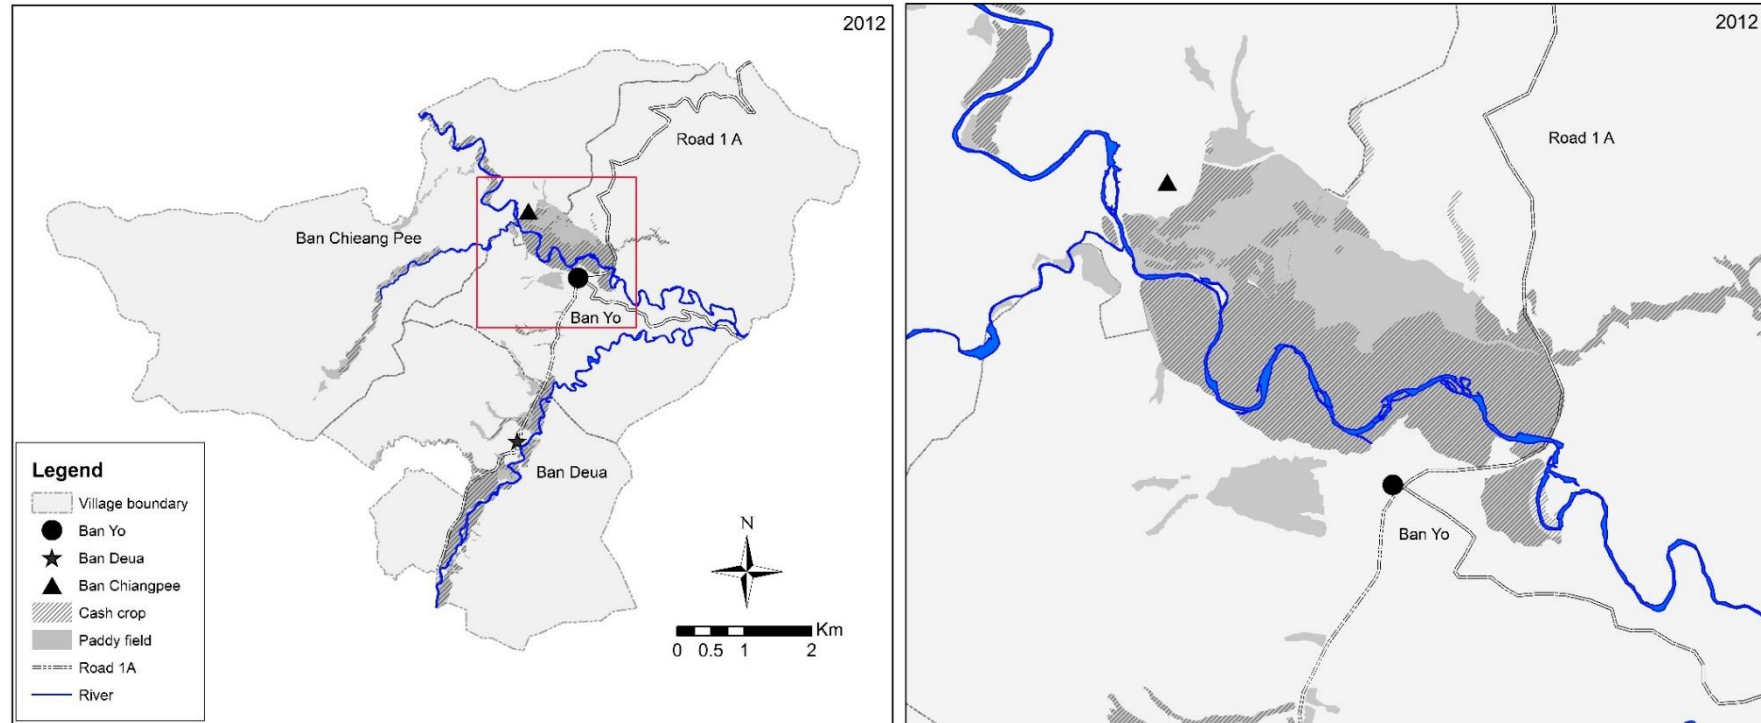 2012
Road 1 A
Ban Chieang Pee
Ban Yo
Ban Deua
Legend
Village boundary
Ban Yo
Ban Deua
Ban Chiangpee
Cash crop
Paddy field
Road 1A
River
N
Km
0 0.5 1 2
2012
Road 1A
Ban Yo